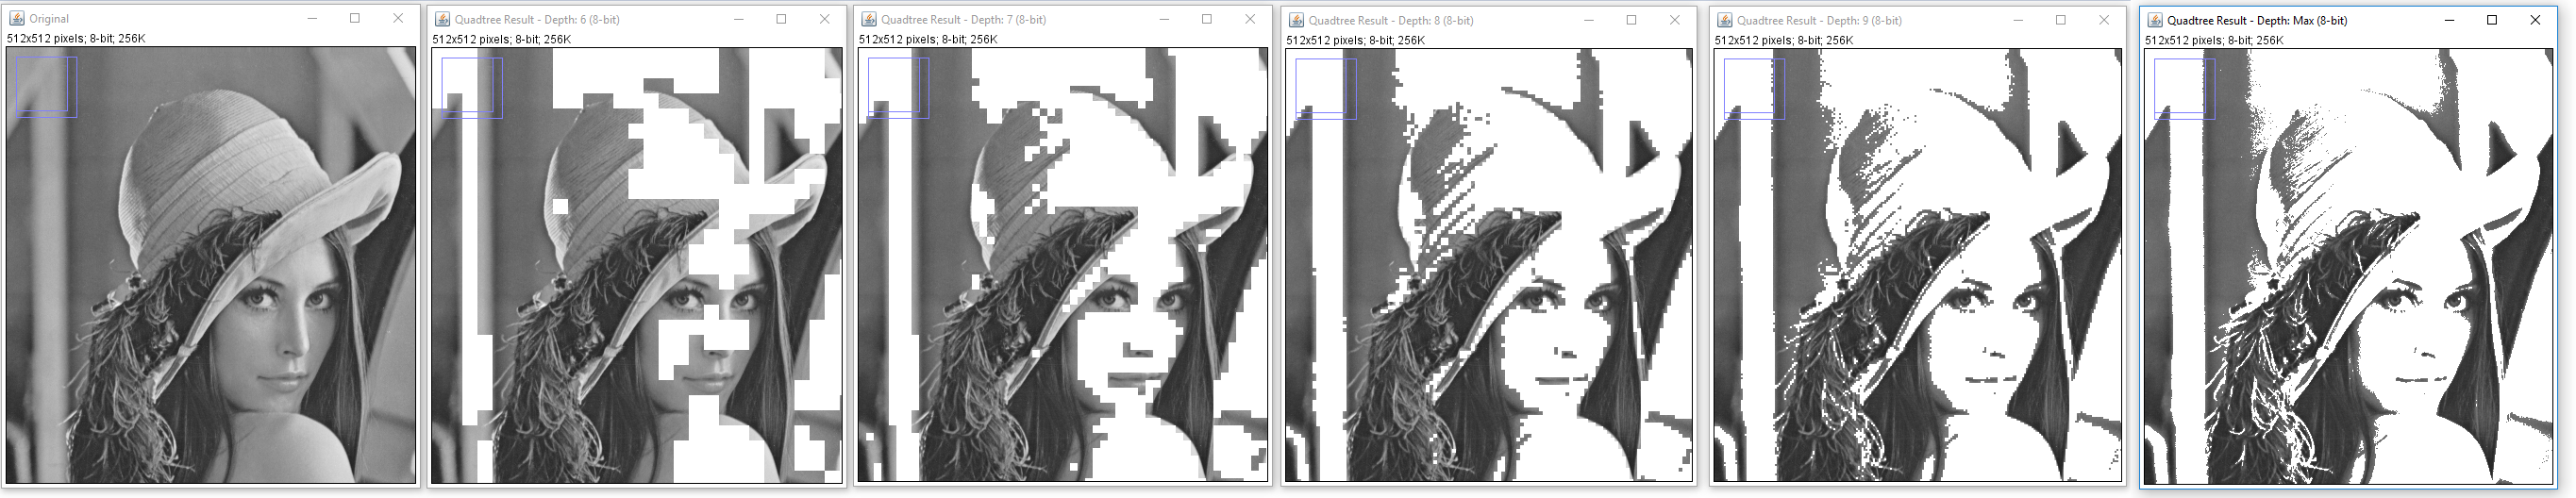 Original
512x512 pixels; 8-bit; 256K
Quadtree Result - Depth: 6 (8-bit)
512x512 pixels; 8-bit; 256K
Quadtree Result - Depth: 7 (8-bit)
512x512 pixels; 8-bit; 256K
Quadtree Result - Depth: 8 (8-bit)
512x512 pixels; 8-bit; 256K
Quadtree Result - Depth: 9 (8-bit)
512x512 pixels; 8-bit; 256K
Quadtree Result - Depth: Max (8-bit)
512x512 pixels; 8-bit; 256K